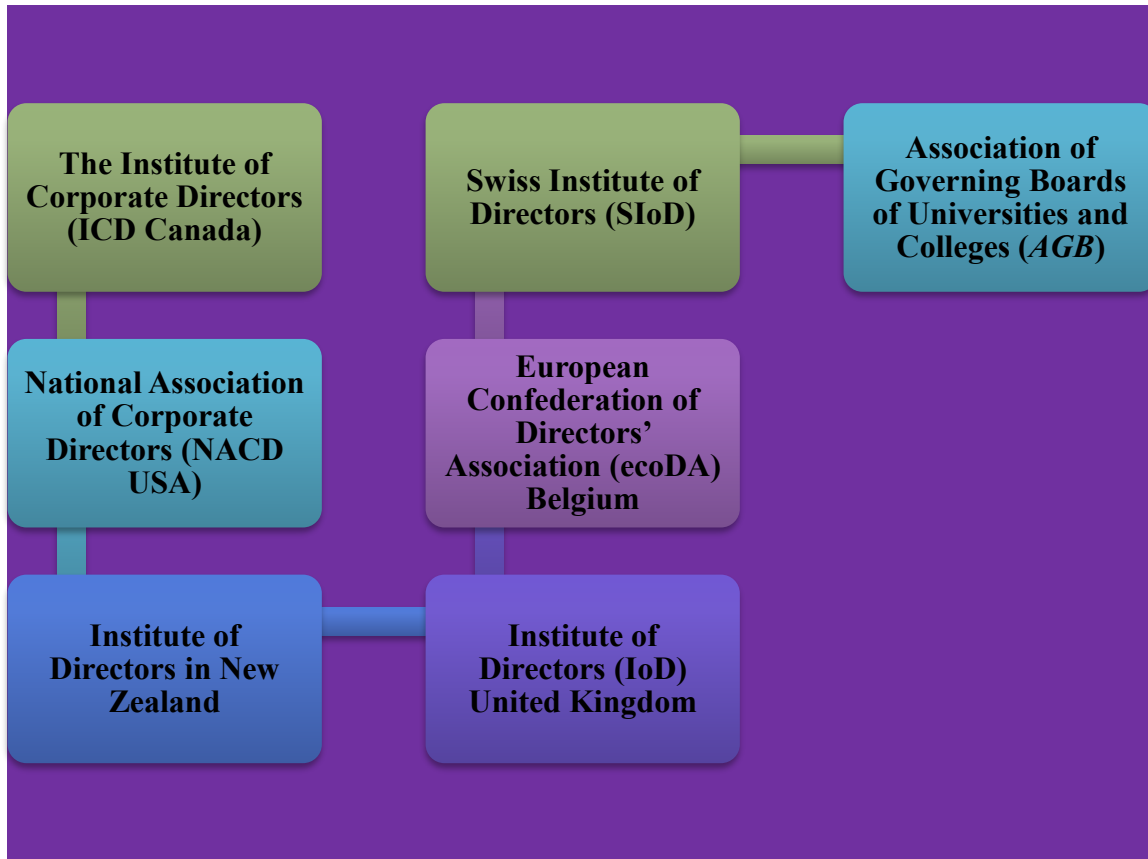 The Institute of
Corporate Directors
(ICD Canada)
National Association
of Corporate
Directors (NACD
USA)
Institute of
Directors in New
Zealand
Institute of
Directors (IoD)
United Kingdom
European
Confederation of
Directors’
Association (ecoDA)
Belgium
Swiss Institute of
Directors (SIoD)
Association of
Governing Boards
of Universities and
Colleges (AGB)